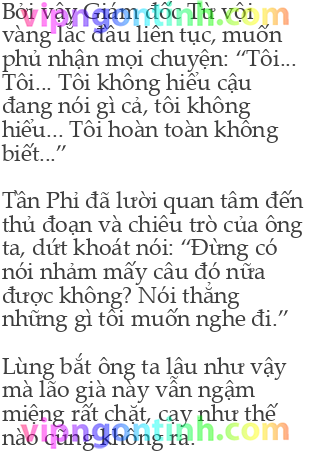 Bởi vậy Giám đốc Từ vội
vipngontinh.com
vàng lắc đầu liên tục, muốn
phủ nhận mọi chuyện: “Tôi...
Tôi... Tôi không hiểu cậu
đang nói gì cả, tôi không
hiểu... Tôi hoàn toàn không
biết...”
Tần Phỉ đã lười quan tâm đến
thủ đoạn và chiêu trò của ông
ta, dứt khoát nói: “Đừng có
nói nhảm mấy câu đó nữa
được không? Nói thẳng
những gì tôi muốn nghe đi.”
Lùng bắt ông ta lâu như vậy
mà lão già này vẫn ngậm
miệng rất chặt, cạy như thế
nào cũng không ra.
vipngontinh.com